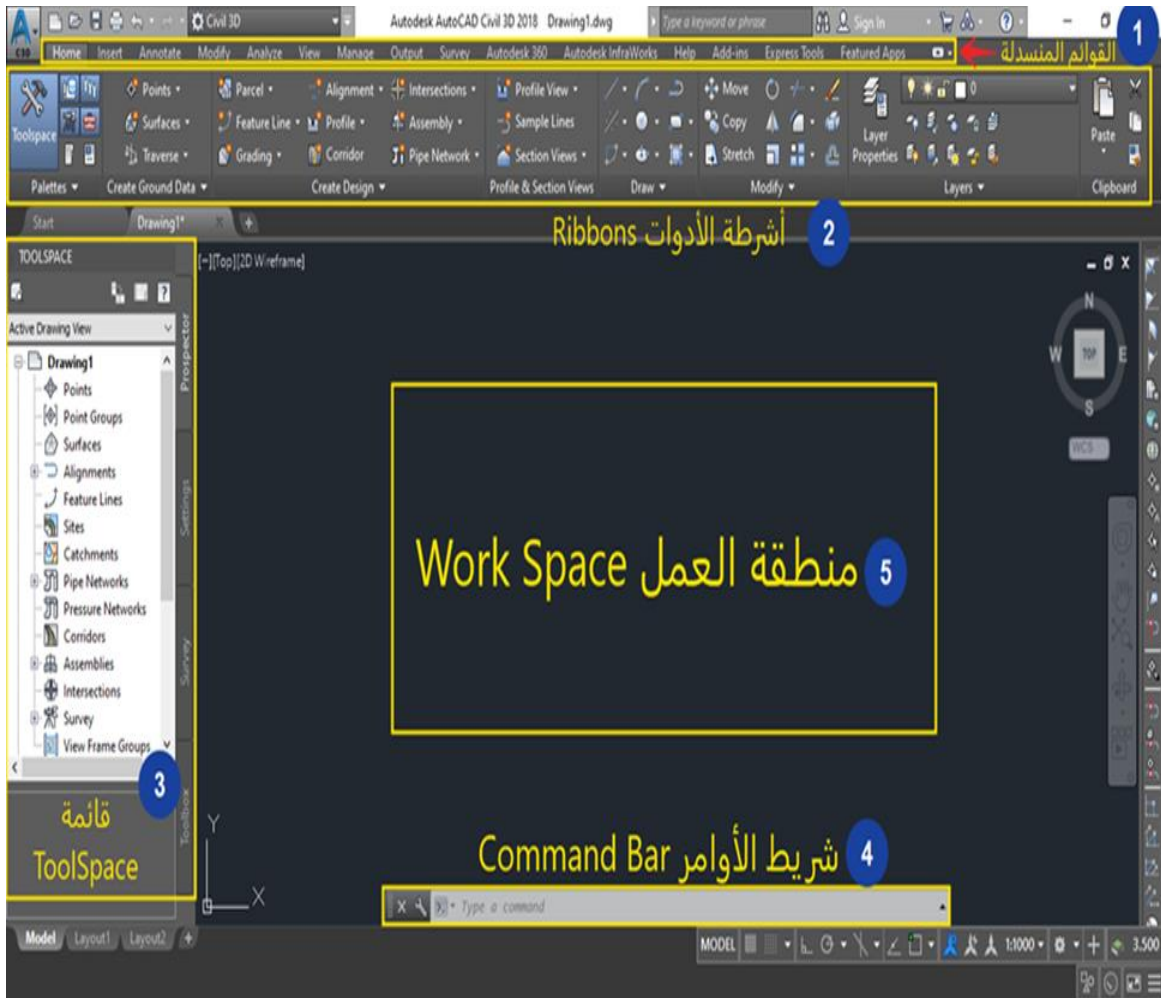 Civil 3D
Autodesk AutoCAD Civil 3D 2018 Drawing1.dwg
Type a keyword or phrase
Sign In
1
C3D
Home Insert Annotate Modify Analyze View Manage Output Survey Autodesk 360 Autodesk InfraWorks Help Add-ins Express Tools Featured Apps
القوائم المنسدلة
Toolspace
Points
Surfaces
Traverse
Parcel
Feature Line
Grading
Alignment
Profile
Corridor
Intersections
Assembly
Pipe Network
Profile View
Sample Lines
Section Views
Move
Copy
Stretch
Layer
Properties
0
Paste
Palettes
Create Ground Data
Create Design
Profile & Section Views
Draw
Modify
Layers
Clipboard
Start
Drawing1*
أشرطة الأدوات Ribbons
2
TOOLSPACE
Active Drawing View
Drawing1
Points
Point Groups
Surfaces
Alignments
Feature Lines
Sites
Catchments
Pipe Networks
Pressure Networks
Corridors
Assemblies
Intersections
Survey
View Frame Groups
Prospector
Settings
Survey
Toolbox
3
قائمة
ToolSpace
[-][Top][2D Wireframe]
N
W
TOP
E
S
WCS
منطقة العمل Work Space
5
شريط الأوامر Command Bar
4
Y
X
Type a command
Model
Layout1
Layout2
MODEL
1:1000
3.500